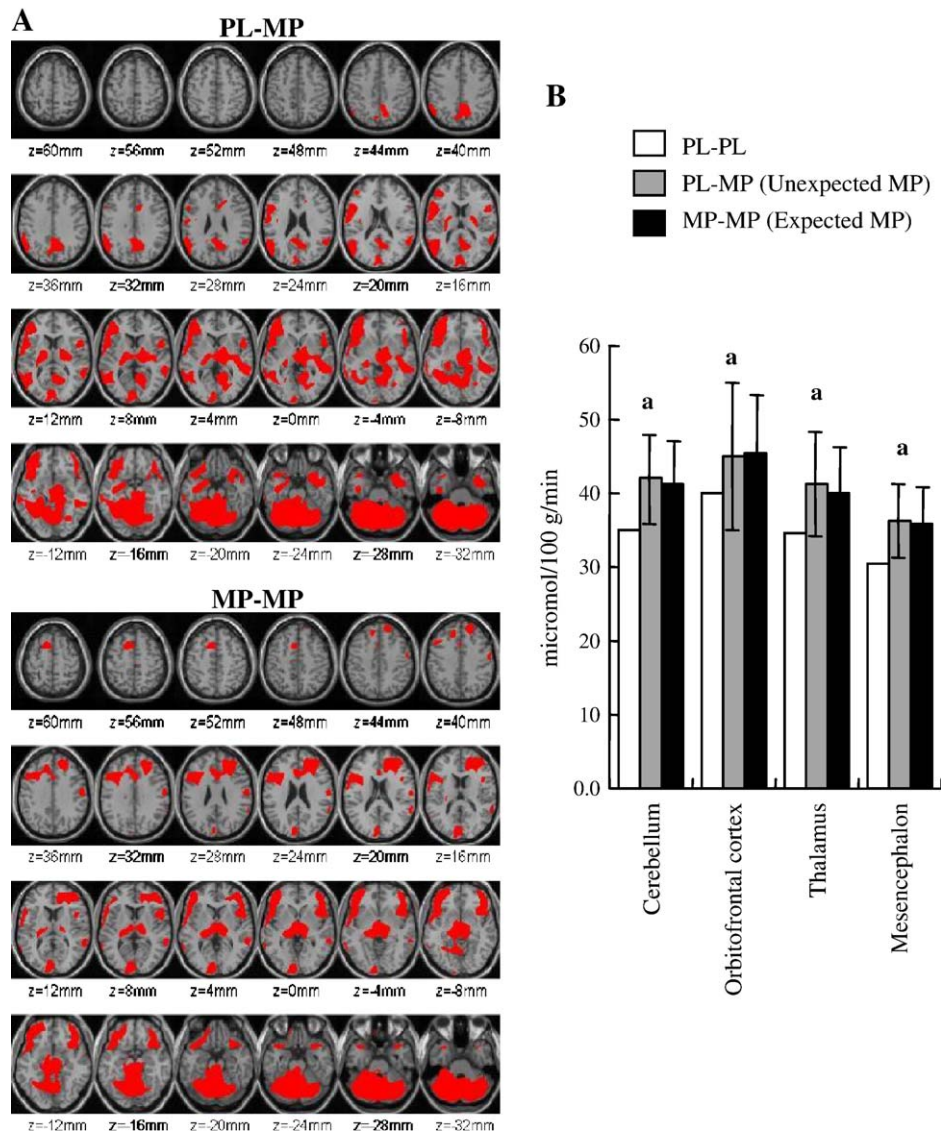 A
PL-MP
z=60mm z=56mm z=52mm z=48mm z=44mm z=40mm
z=36mm z=32mm z=28mm z=24mm z=20mm z=16mm
z=12mm z=8mm z=4mm z=0mm z=-4mm z=-8mm
z=-12mm z=-16mm z=-20mm z=-24mm z=-28mm z=-32mm
MP-MP
z=60mm z=56mm z=52mm z=48mm z=44mm z=40mm
z=36mm z=32mm z=28mm z=24mm z=20mm z=16mm
z=12mm z=8mm z=4mm z=0mm z=-4mm z=-8mm
z=-12mm z=-16mm z=-20mm z=-24mm z=-28mm z=-32mm
B
PL-PL
PL-MP (Unexpected MP)
MP-MP (Expected MP)
micromol/100 g/min
60
50
40
30
20
10
0.0
a
a
a
a
Cerebellum
Orbitofrontal cortex
Thalamus
Mesencephalon